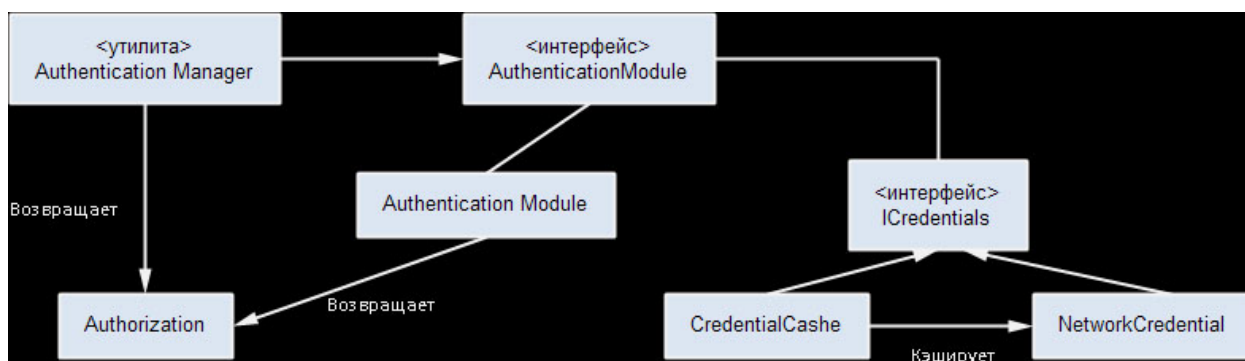 <утилита>
Authentication Manager
<интерфейс>
AuthenticationModule
<интерфейс>
ICredentials
Возвращает
Authentication Module
Возвращает
Authorization
CredentialCashe
NetworkCredential
Кэширует